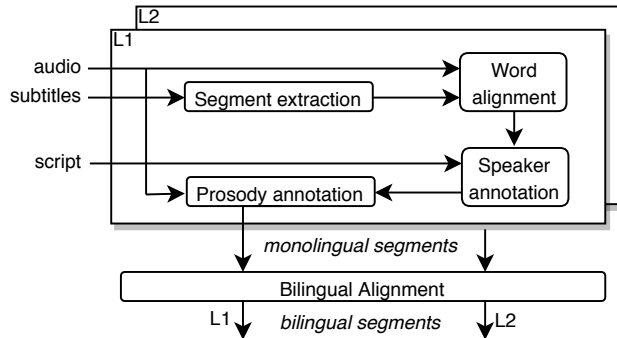 L2
L1
audio
Word
alignment
subtitles
Segment extraction
script
Speaker
annotation
Prosody annotation
monolingual segments
Bilingual Alignment
L1
bilingual segments
L2